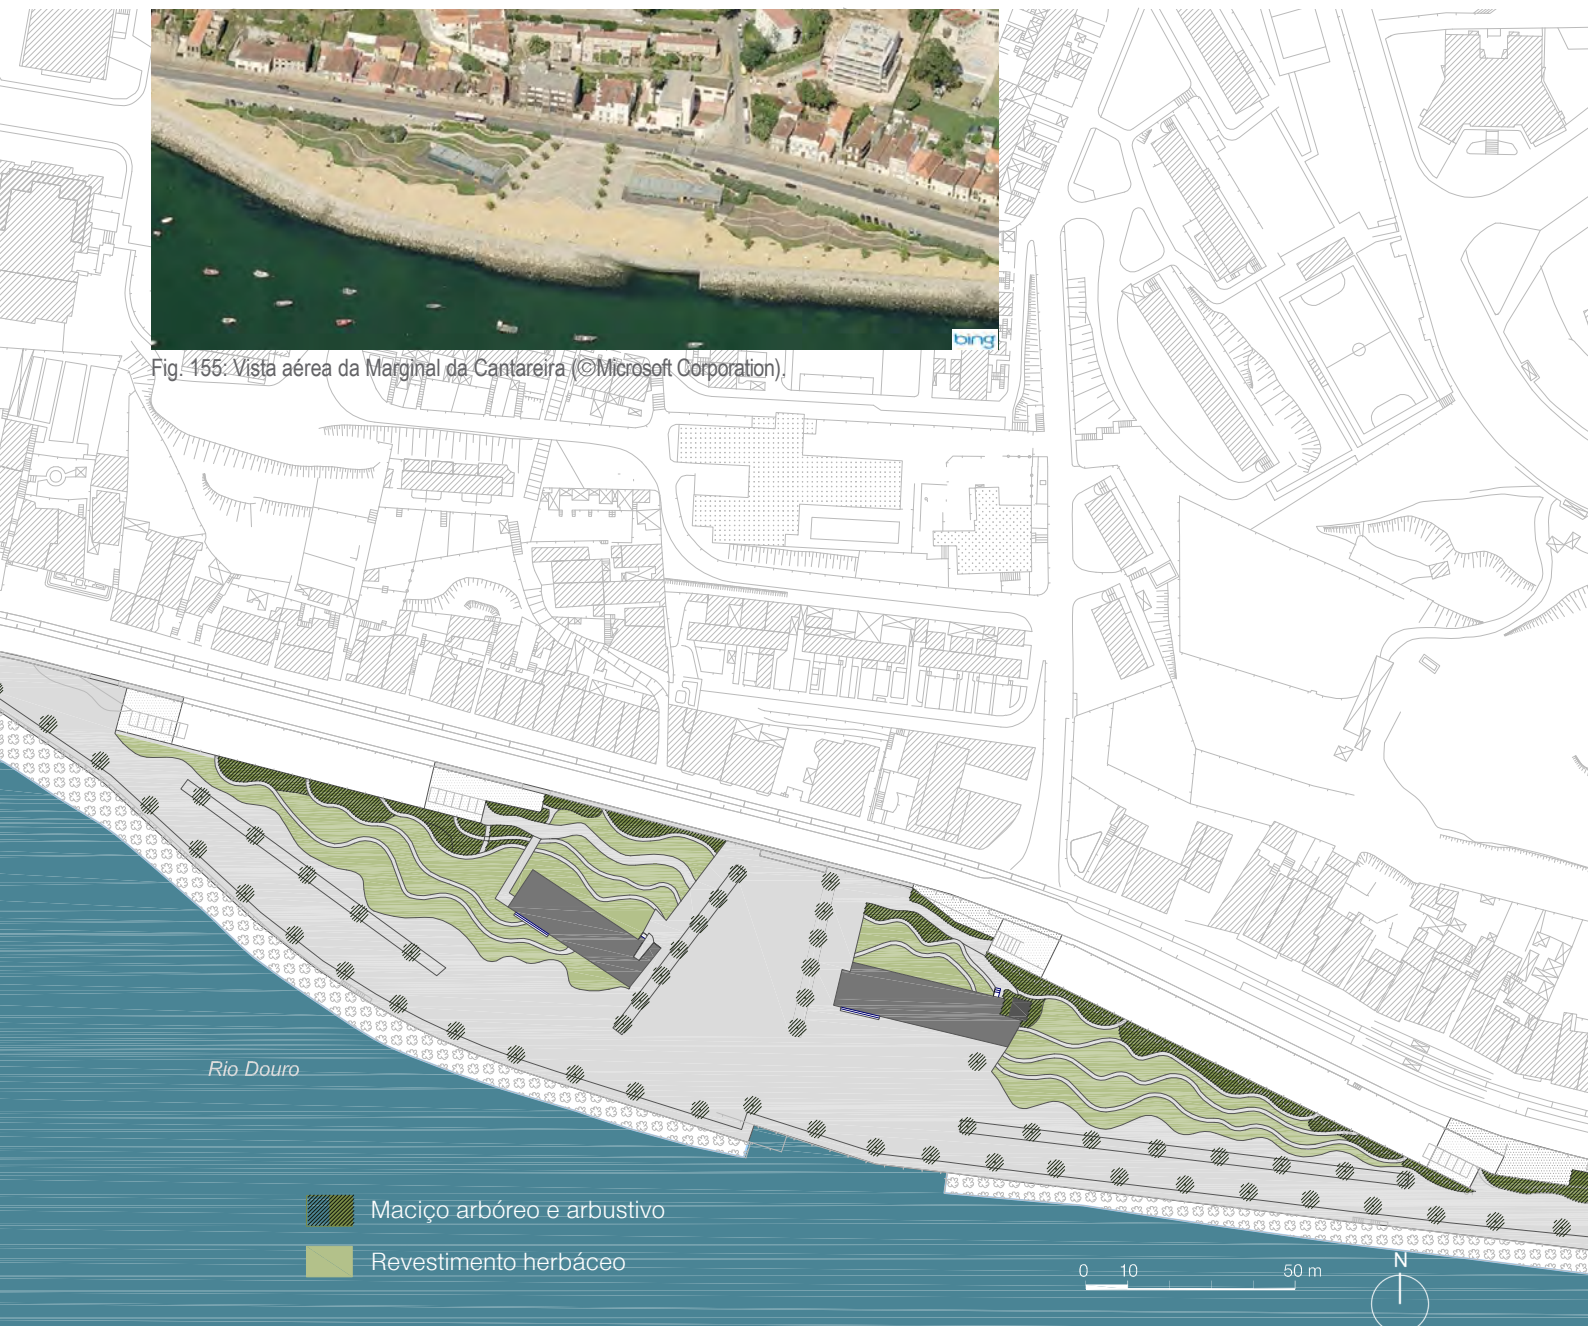 bing
Fig. 155: Vista aérea da Marginal da Cantareira (©Microsoft Corporation).
Rio Douro
Maciço arbóreo e arbustivo
Revestimento herbáceo
0 10 50 m
N